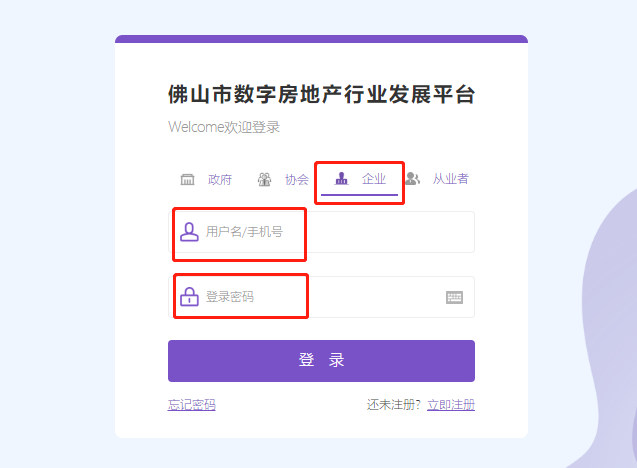 佛山市数字房地产行业发展平台
Welcome欢迎登录
政府 协会 企业 从业者
用户名/手机号
登录密码
登 录
忘记密码 还未注册? 立即注册